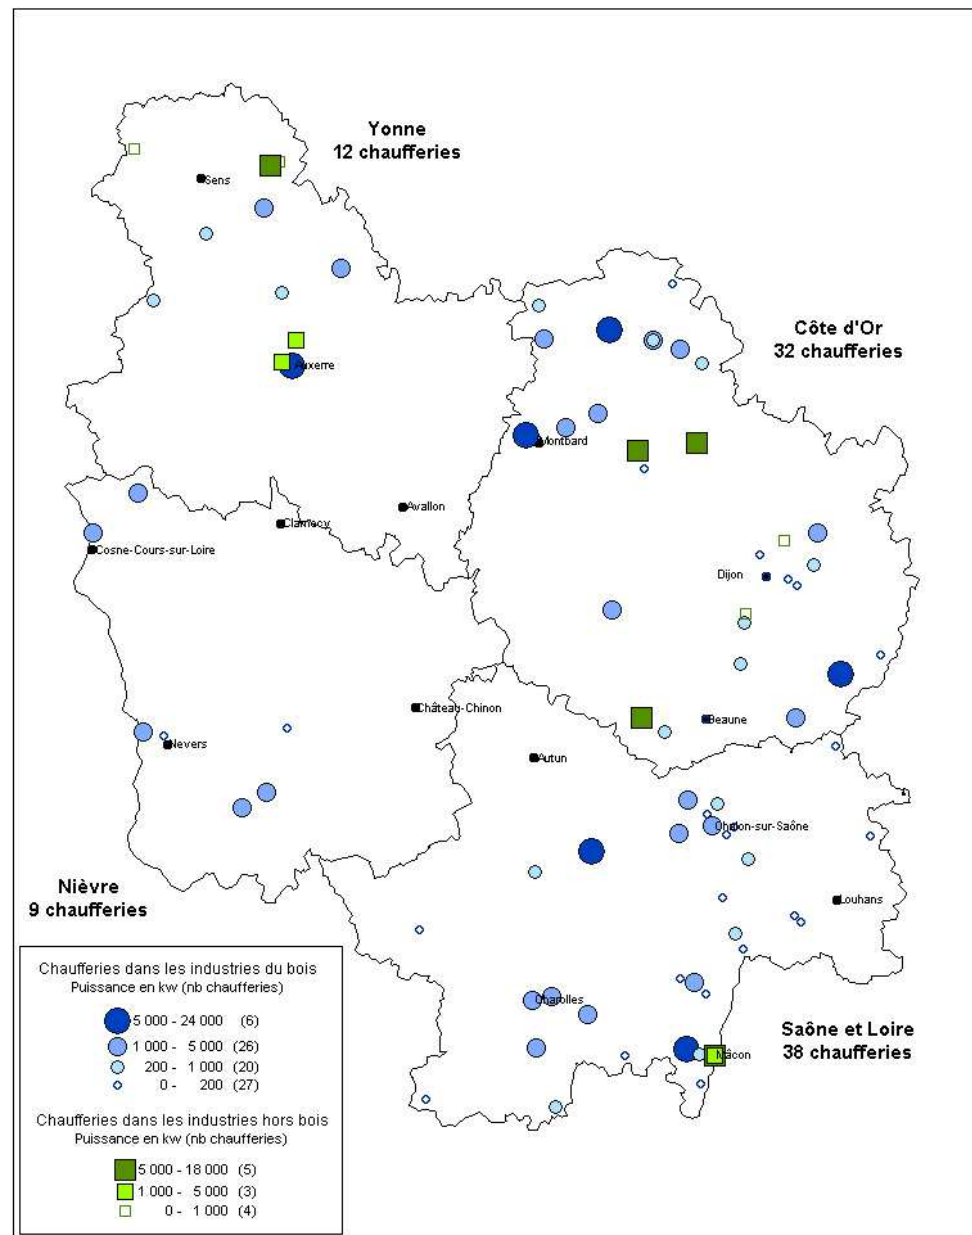 Yonne
12 chaufferies
Sens
Côte d'Or
32 chaufferies
Auxerre
Montbard
Avallon
Clamecy
Cosne-Cours-sur-Loire
Dijon
Château-Chinon
Beaune
Nevers
Autun
Chalon-sur-Saône
Nièvre
9 chaufferies
Louhans
Charolles
Saône et Loire
38 chaufferies
Mâcon
Chaufferies dans les industries du bois
Puissance en kw (nb chaufferies)
5 000 - 24 000 (6)
1 000 - 5 000 (26)
200 - 1 000 (20)
0 - 200 (27)
Chaufferies dans les industries hors bois
Puissance en kw (nb chaufferies)
5 000 - 18 000 (5)
1 000 - 5 000 (3)
0 - 1 000 (4)